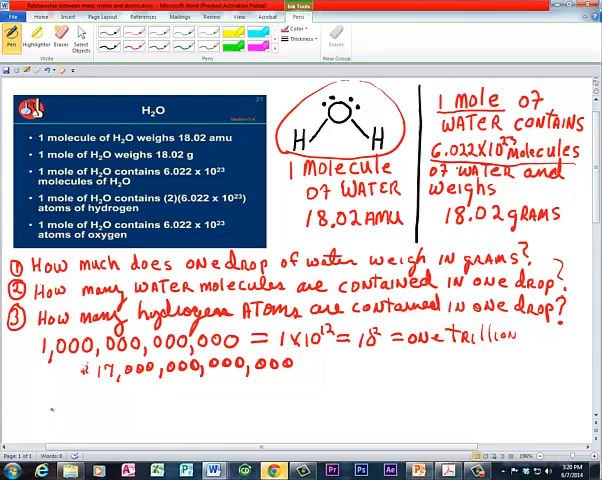 Relationship between mass, moles and atoms.docx - Microsoft Word (Product Activation Failed)
Ink Tools
File Home Insert Page Layout References Mailings Review View Acrobat Pens
Pen Highlighter Eraser Select Objects
Color
Thickness
Eraser
Write Pens New Group
21
H2O
Section 5.4
• 1 molecule of H2O weighs 18.02 amu
• 1 mole of H2O weighs 18.02 g
• 1 mole of H2O contains 6.022 x 10^23
molecules of H2O
• 1 mole of H2O contains (2)(6.022 x 10^23)
atoms of hydrogen
• 1 mole of H2O contains 6.022 x 10^23
atoms of oxygen
H O H
1 Molecule
OF WATER
18.02 AMU
1 mole OF
WATER CONTAINS
6.022X10^23 Molecules
OF WATER and
weighs
18.02 GRAMS
① How much does one drop of water weigh in grams?
② How many WATER molecules are contained in one drop?
③ How many hydrogen ATOMS are contained in one drop?
1,000,000,000,000 = 1 X 10^12 = 10^12 = one TRIllION
$ 17,000,000,000,000
Page: 1 of 1 Words: 0 196%
3:20 PM
6/7/2014